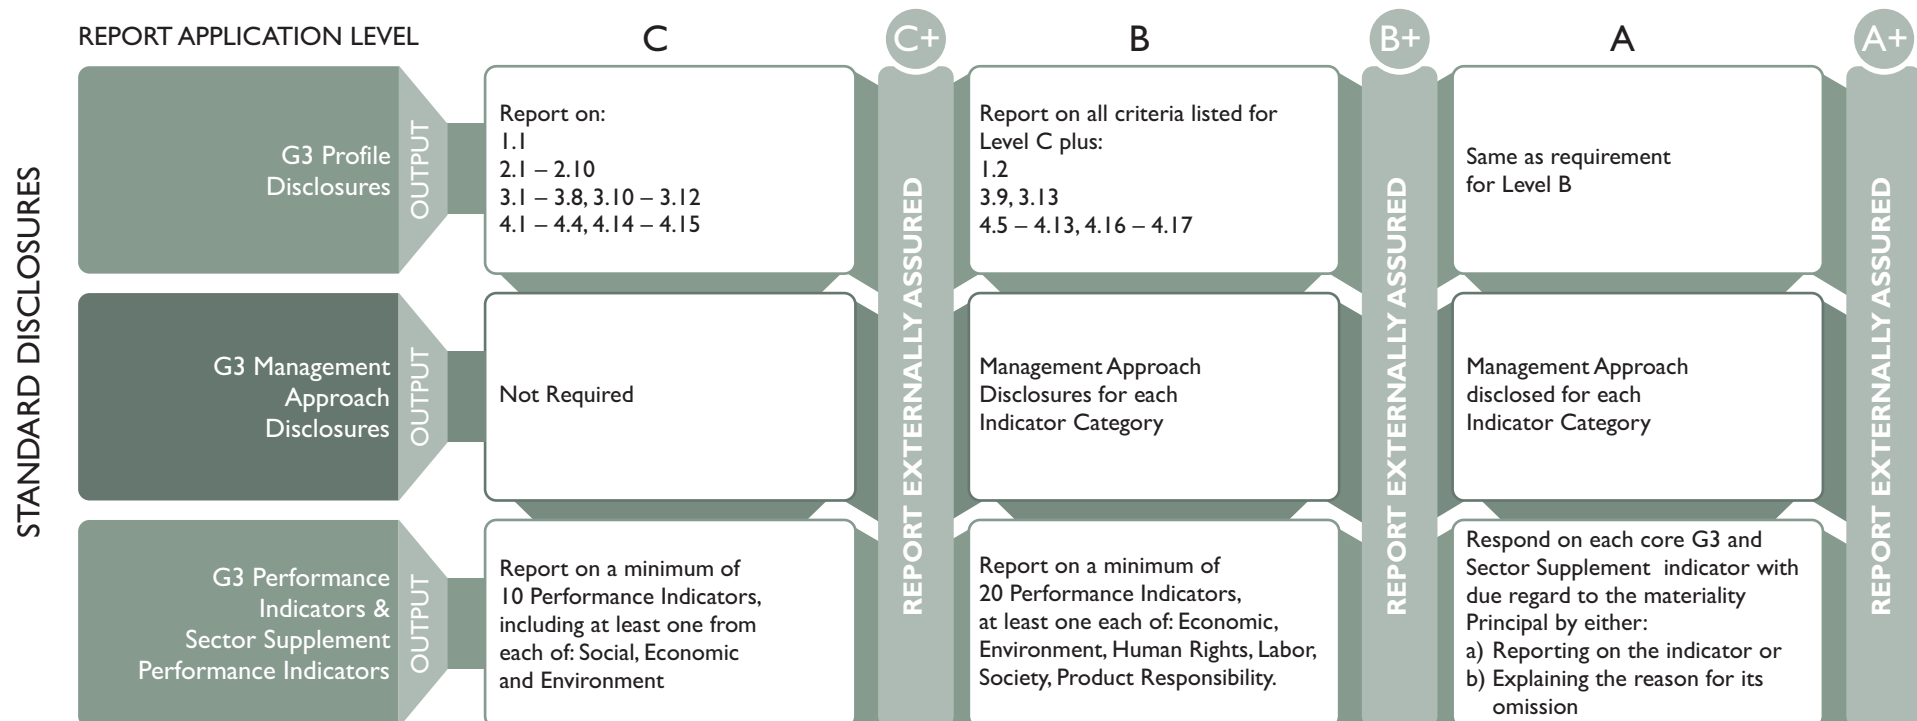 REPORT APPLICATION LEVEL
C
C+
B
B+
A
A+
STANDARD DISCLOSURES
G3 Profile
Disclosures
OUTPUT
Report on:
1.1
2.1 – 2.10
3.1 – 3.8, 3.10 – 3.12
4.1 – 4.4, 4.14 – 4.15
REPORT EXTERNALLY ASSURED
Report on all criteria listed for
Level C plus:
1.2
3.9, 3.13
4.5 – 4.13, 4.16 – 4.17
REPORT EXTERNALLY ASSURED
Same as requirement
for Level B
REPORT EXTERNALLY ASSURED
G3 Management
Approach
Disclosures
OUTPUT
Not Required
Management Approach
Disclosures for each
Indicator Category
Management Approach
disclosed for each
Indicator Category
G3 Performance
Indicators &
Sector Supplement
Performance Indicators
OUTPUT
Report on a minimum of
10 Performance Indicators,
including at least one from
each of: Social, Economic
and Environment
Report on a minimum of
20 Performance Indicators,
at least one each of: Economic,
Environment, Human Rights, Labor,
Society, Product Responsibility.
Respond on each core G3 and
Sector Supplement indicator with
due regard to the materiality
Principal by either:
a) Reporting on the indicator or
b) Explaining the reason for its
omission